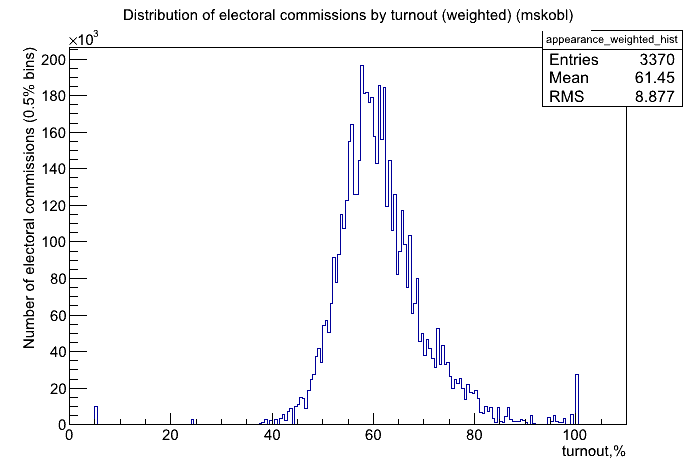 Distribution of electoral commissions by turnout (weighted) (mskobl)
×10³
appearance_weighted_hist
Entries 3370
Mean 61.45
RMS 8.877
Number of electoral commissions (0.5% bins)
200
180
160
140
120
100
80
60
40
20
0
0 20 40 60 80 100
turnout,%